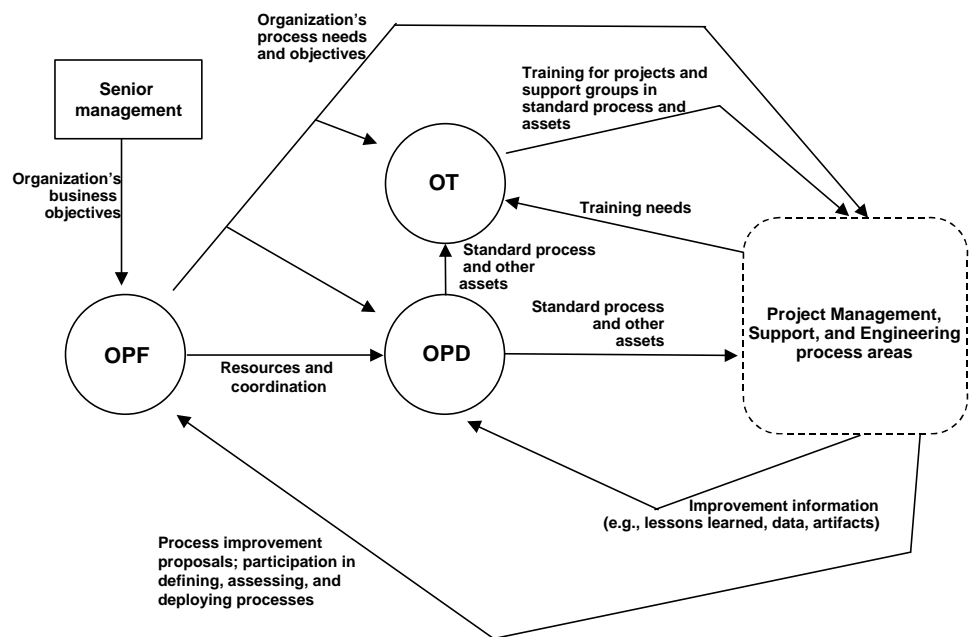 Organization’s
process needs
and objectives
Senior
management
Training for projects and
support groups in
standard process and
assets
Organization’s
business
objectives
OT
Training needs
Standard process
and other
assets
Standard process
and other
assets
Project Management,
Support, and Engineering
process areas
OPF
OPD
Resources and
coordination
Improvement information
(e.g., lessons learned, data, artifacts)
Process improvement
proposals; participation in
defining, assessing, and
deploying processes